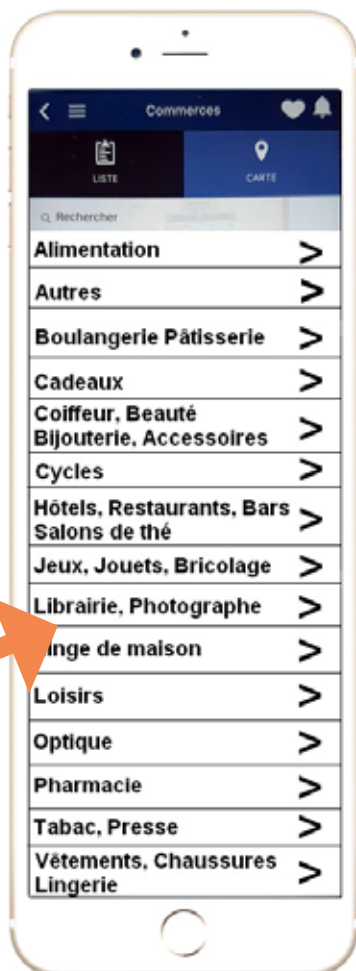 Commerces
LISTE
CARTE
Rechercher
Alimentation
Autres
Boulangerie Pâtisserie
Cadeaux
Coiffeur, Beauté
Bijouterie, Accessoires
Cycles
Hôtels, Restaurants, Bars
Salons de thé
Jeux, Jouets, Bricolage
Librairie, Photographe
inge de maison
Loisirs
Optique
Pharmacie
Tabac, Presse
Vêtements, Chaussures
Lingerie